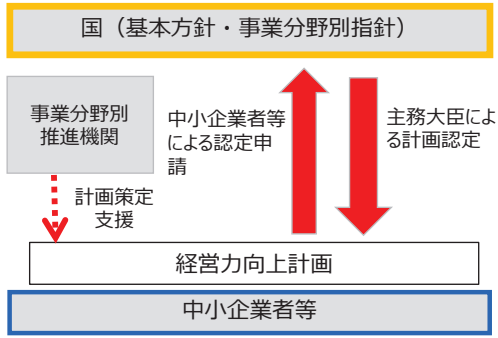 国（基本方針・事業分野別指針）
事業分野別
推進機関
中小企業者等
による認定申
請
主務大臣によ
る計画認定
計画策定
支援
経営力向上計画
中小企業者等